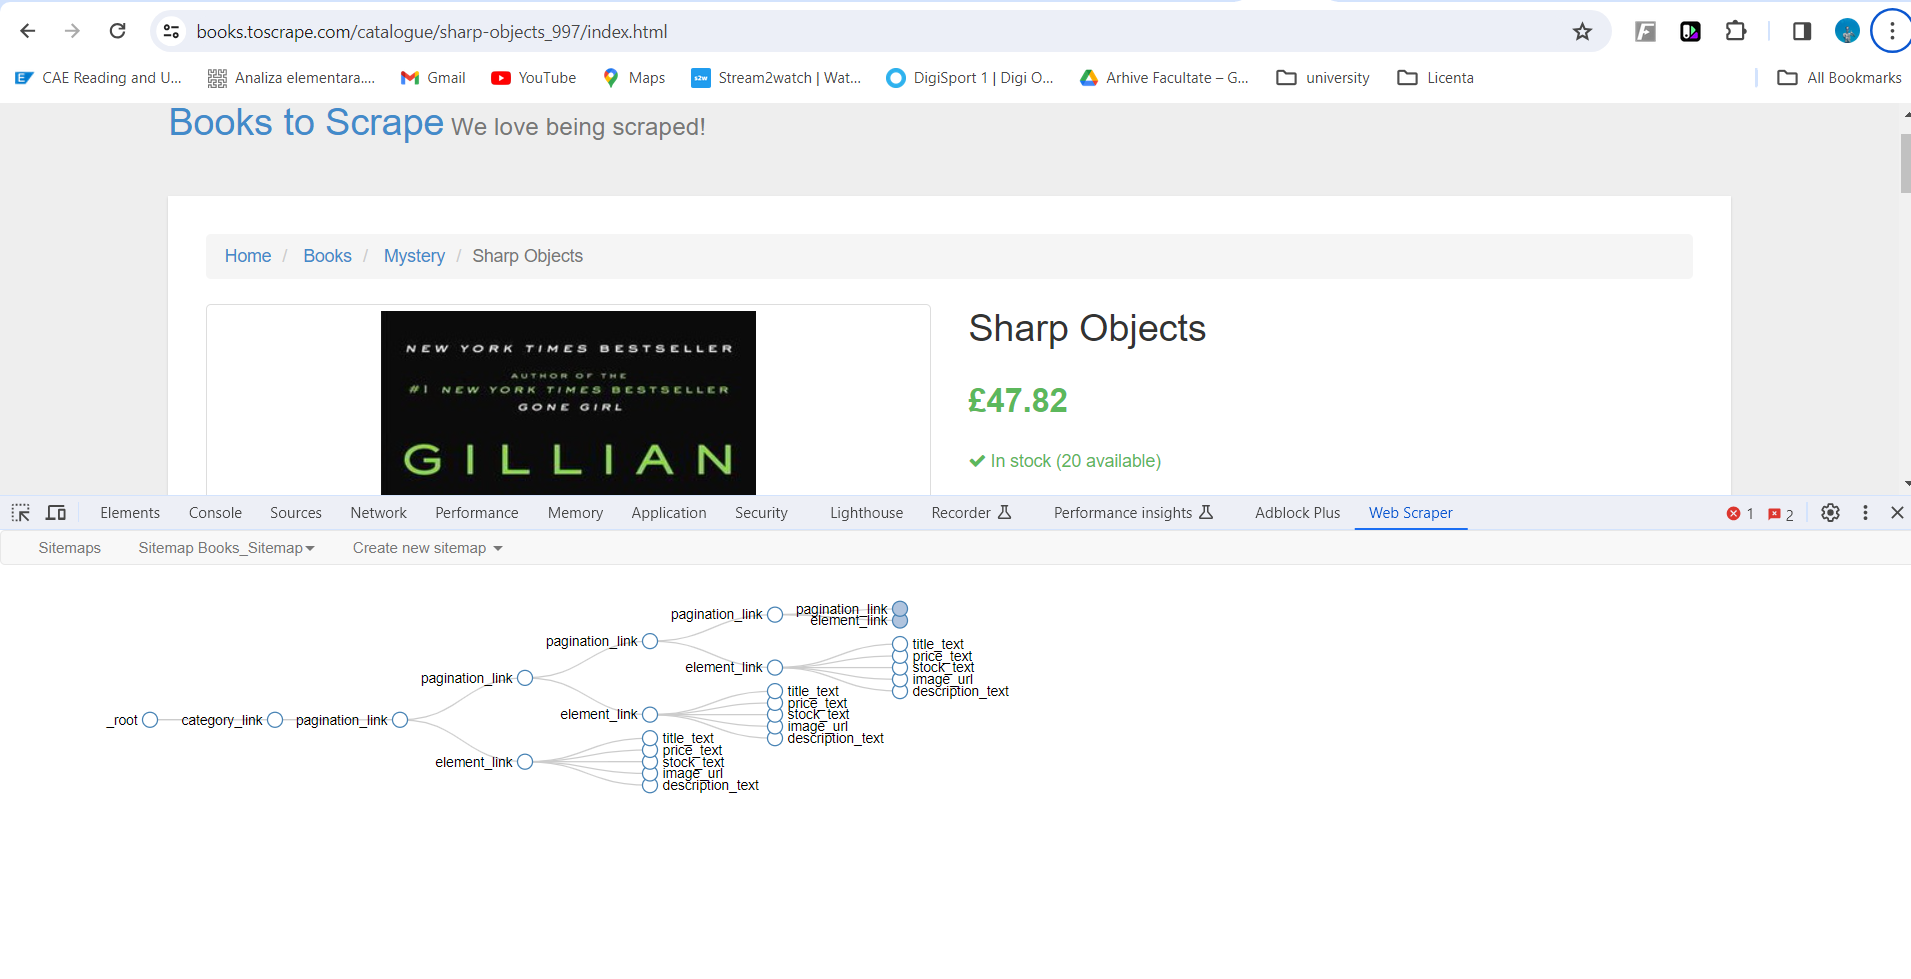 books.toscrape.com/catalogue/sharp-objects_997/index.html
CAE Reading and U... Analiza elementara.... Gmail YouTube Maps s2w Stream2watch | Wat... DigiSport 1 | Digi O... Arhive Facultate – G... university Licenta All Bookmarks
Books to Scrape We love being scraped!
Home / Books / Mystery / Sharp Objects
NEW YORK TIMES BESTSELLER
AUTHOR OF THE
#1 NEW YORK TIMES BESTSELLER
GONE GIRL
GILLIAN
Sharp Objects
£47.82
In stock (20 available)
Elements Console Sources Network Performance Memory Application Security Lighthouse Recorder Performance insights Adblock Plus Web Scraper 1 2
Sitemaps Sitemap Books_Sitemap Create new sitemap
pagination_link
element_link
pagination_link
pagination_link
title_text
price_text
element_link
stock_text
pagination_link
image_url
title_text
description_text
price_text
element_link
stock_text
_root category_link pagination_link
image_url
title_text
description_text
price_text
element_link
stock_text
image_url
description_text